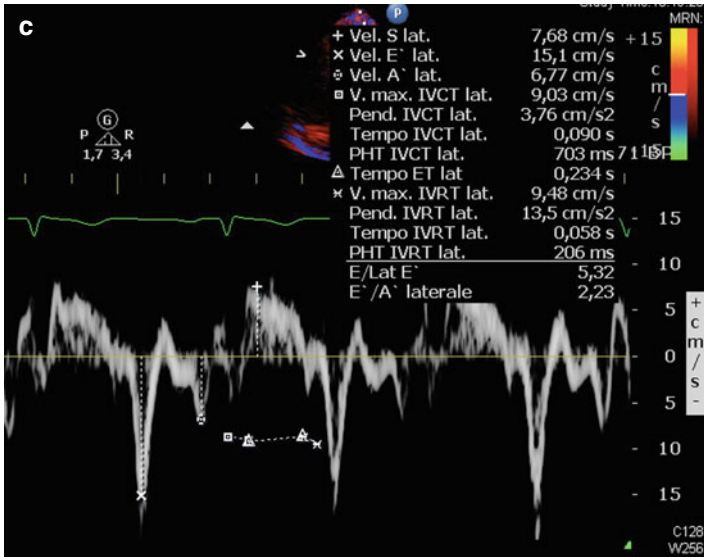 c
P
MRN:
+ Vel. S lat. 7,68 cm/s
× Vel. E` lat. 15,1 cm/s
Vel. A` lat. 6,77 cm/s
V. max. IVCT lat. 9,03 cm/s
Pend. IVCT lat. 3,76 cm/s2
Tempo IVCT lat. 0,090 s
PHT IVCT lat. 703 ms
Tempo ET lat 0,234 s
V. max. IVRT lat. 9,48 cm/s
Pend. IVRT lat. 13,5 cm/s2
Tempo IVRT lat. 0,058 s
PHT IVRT lat. 206 ms
E/Lat E` 5,32
E`/A` laterale 2,23
+15
c
m
/
s
G
P R
1,7 3,4
15
10
5
0
5
10
15
+
c
m
/
s
-
C128
W256